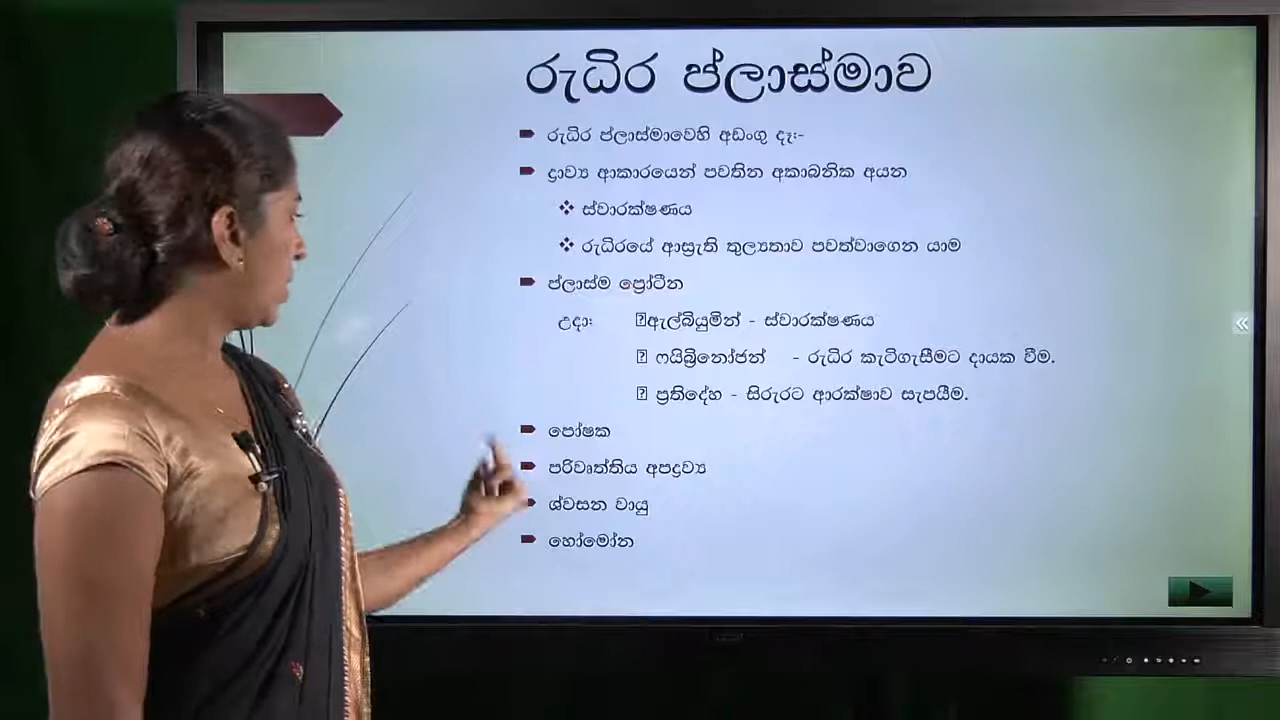 රුධිර ප්ලාස්මාව
රුධිර ප්ලාස්මාවෙහි අඩංගු දෑ:-
ද්‍රාව්‍ය ආකාරයෙන් පවතින අකාබනික අයන
ස්වාරක්ෂණය
රුධිරයේ ආස්‍රැති තුල්‍යතාව පවත්වාගෙන යාම
ප්ලාස්ම ප්‍රෝටීන
උදා: ඇල්බියුමින් - ස්වාරක්ෂණය
ෆයිබ්‍රිනෝජන් - රුධිර කැටිගැසීමට දායක වීම.
ප්‍රතිදේහ - සිරුරට ආරක්ෂාව සැපයීම.
පෝෂක
පරිවෘත්තීය අපද්‍රව්‍ය
ශ්වසන වායු
හෝමෝන